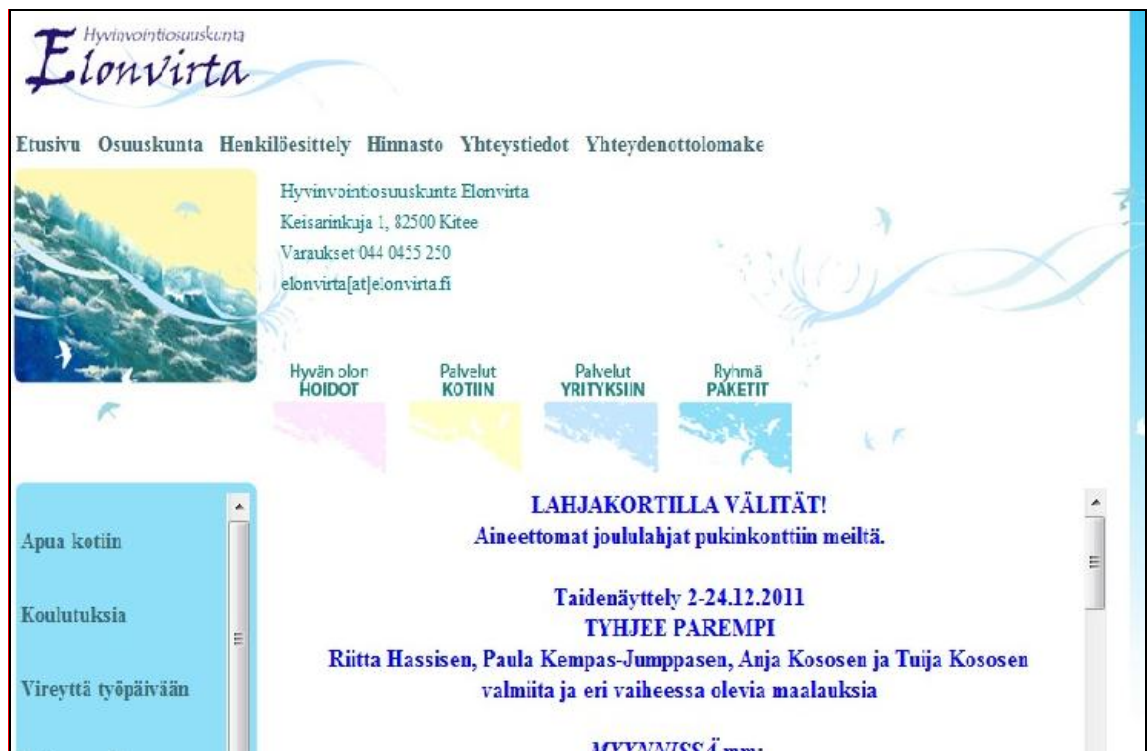 Hyvinvointiosuuskunta
Elonvirta
Etusivu Osuuskunta Henkilöesittely Hinnasto Yhteystiedot Yhteydenottolomake
Hyvinvointiosuuskunta Elonvirta
Keisarinkuja 1, 82500 Kitee
Varaukset 044 0455 250
elonvirta[at]elonvirta.fi
Hyvän olon
HOIDOT
Palvelut
KOTIIN
Palvelut
YRITYKSIIN
Ryhmä
PAKETIT
Apua kotiin
Koulutuksia
Vireyttä työpäivään
LAHJAKORTILLA VÄLITÄT!
Aineettomat joululahjat pukinkonttiin meiltä.
Taidenäyttely 2-24.12.2011
TYHJEE PAREMPI
Riitta Hassisen, Paula Kempas-Jumppasen, Anja Kososen ja Tuija Kososen
valmiita ja eri vaiheessa olevia maalauksia
MYYNNISSÄ mm: